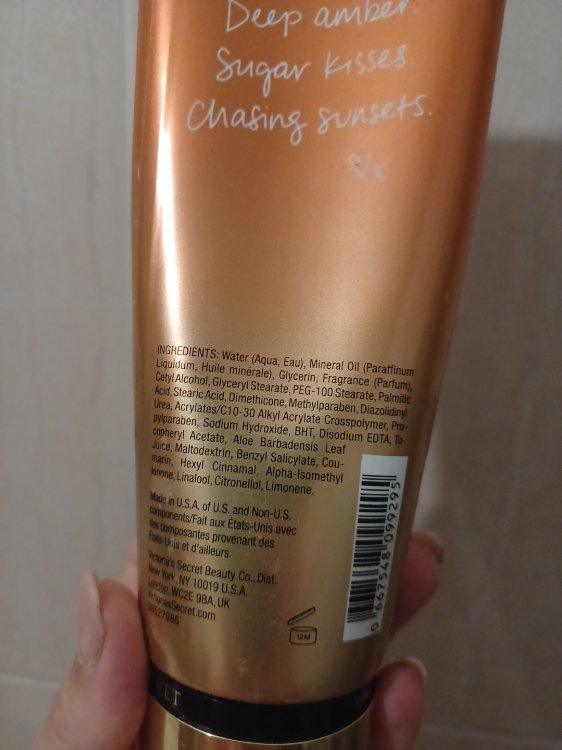 Deep amber.
Sugar kisses.
Chasing sunsets.
INGREDIENTS: Water (Aqua, Eau), Mineral Oil (Paraffinum
Liquidum, Huile minérale), Glycerin, Fragrance (Parfum),
Cetyl Alcohol, Glyceryl Stearate, PEG-100 Stearate, Palmitic
Acid, Stearic Acid, Dimethicone, Methylparaben, Diazolidinyl
Urea, Acrylates/C10-30 Alkyl Acrylate Crosspolymer, Pro-
pylparaben, Sodium Hydroxide, BHT, Disodium EDTA, To-
copheryl Acetate, Aloe Barbadensis Leaf
Juice, Maltodextrin, Benzyl Salicylate, Cou-
marin, Hexyl Cinnamal, Alpha-Isomethyl
Ionone, Linalool, Citronellol, Limonene.
Made in U.S.A. of U.S. and Non-U.S.
components/Fait aux États-Unis avec
des composantes provenant des
États-Unis et d'ailleurs
Victoria's Secret Beauty Co., Dist.
New York, NY 10019 U.S.A.
London, WC2E 9BA, UK
VictoriasSecret.com
12M
0 667548 099295